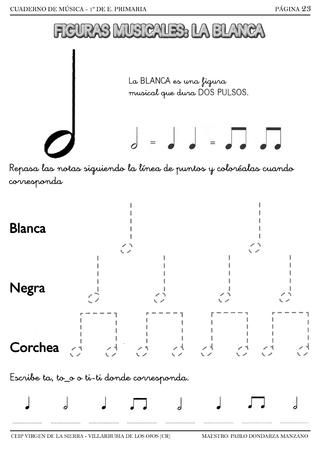 CUADERNO DE MÚSICA - 1º DE E. PRIMARIA PÁGINA 23
FIGURAS MUSICALES: LA BLANCA
La BLANCA es una figura
musical que dura DOS PULSOS.
= =
Repasa las notas siguiendo la línea de puntos y coloréalas cuando
corresponda
Blanca
Negra
Corchea
Escribe ta, to_o o ti-ti donde corresponda.
CEIP VIRGEN DE LA SIERRA - VILLARRUBIA DE LOS OJOS (CR) MAESTRO: PABLO DONDARZA MANZANO